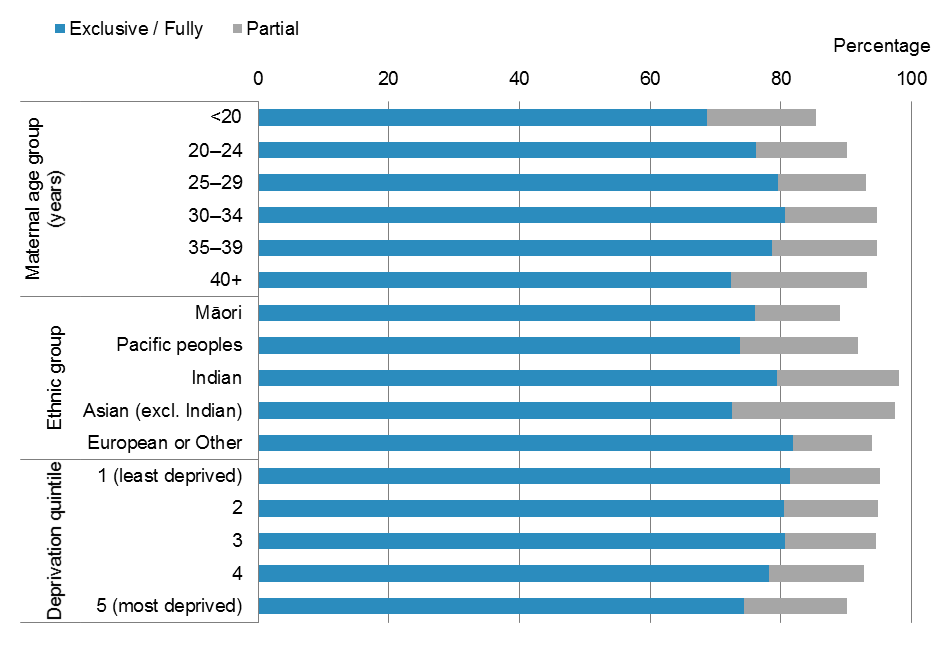 Exclusive / Fully
Partial
Percentage
0 20 40 60 80 100
Maternal age group
(years)
<20
20–24
25–29
30–34
35–39
40+
Ethnic group
Māori
Pacific peoples
Indian
Asian (excl. Indian)
European or Other
Deprivation quintile
1 (least deprived)
2
3
4
5 (most deprived)